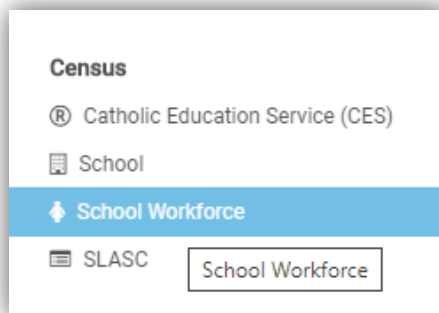 Census
® Catholic Education Service (CES)
School
School Workforce
SLASC
School Workforce